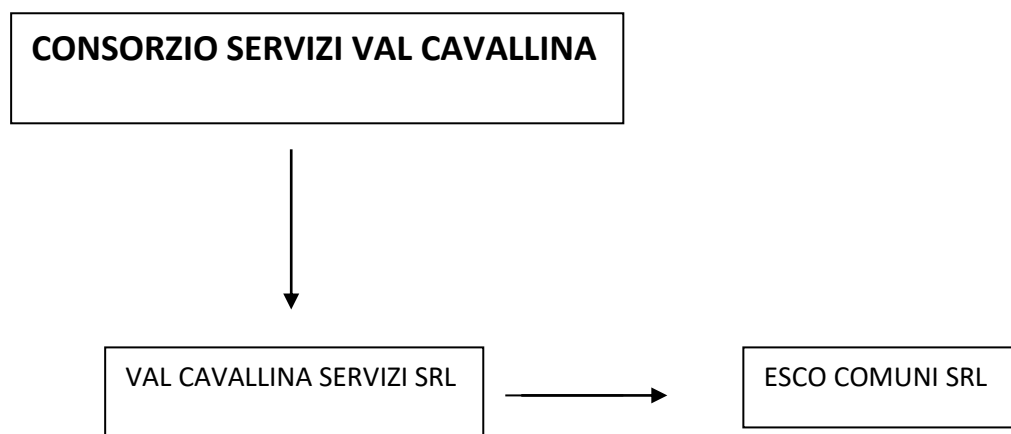 CONSORZIO SERVIZI VAL CAVALLINA
VAL CAVALLINA SERVIZI SRL
ESCO COMUNI SRL